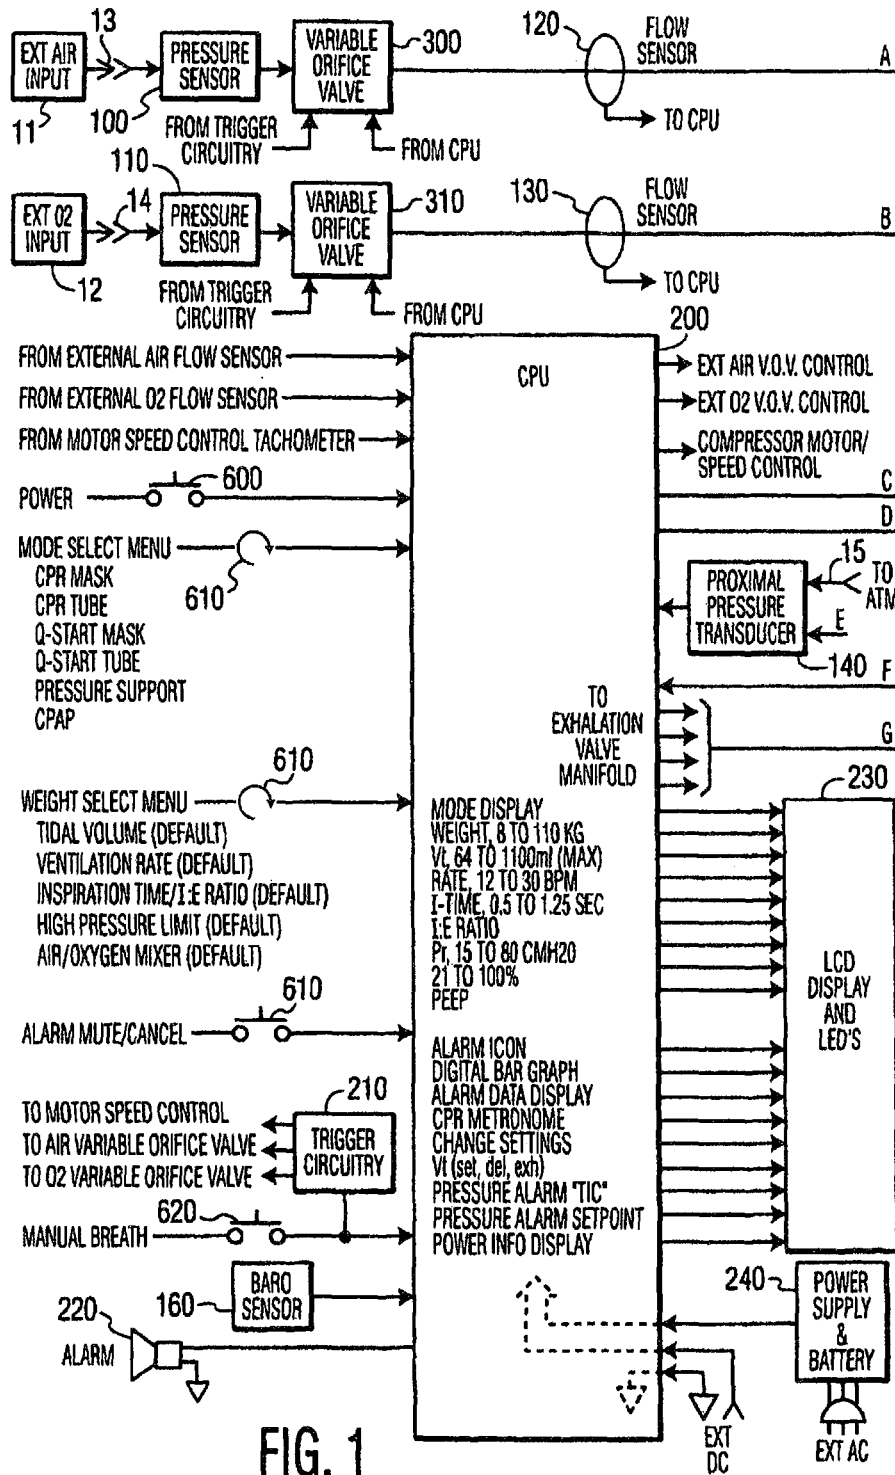 EXT AIR
INPUT
11
13
PRESSURE
SENSOR
100
VARIABLE
ORIFICE
VALVE
300
120
FLOW
SENSOR
A
TO CPU
FROM TRIGGER
CIRCUITRY
FROM CPU
EXT O2
INPUT
12
14
110
PRESSURE
SENSOR
VARIABLE
ORIFICE
VALVE
310
130
FLOW
SENSOR
B
TO CPU
FROM TRIGGER
CIRCUITRY
FROM CPU
200
CPU
FROM EXTERNAL AIR FLOW SENSOR
FROM EXTERNAL O2 FLOW SENSOR
FROM MOTOR SPEED CONTROL TACHOMETER
POWER
600
MODE SELECT MENU
610
CPR MASK
CPR TUBE
Q-START MASK
Q-START TUBE
PRESSURE SUPPORT
CPAP
WEIGHT SELECT MENU
610
TIDAL VOLUME (DEFAULT)
VENTILATION RATE (DEFAULT)
INSPIRATION TIME/I:E RATIO (DEFAULT)
HIGH PRESSURE LIMIT (DEFAULT)
AIR/OXYGEN MIXER (DEFAULT)
ALARM MUTE/CANCEL
610
TO MOTOR SPEED CONTROL
TO AIR VARIABLE ORIFICE VALVE
TO O2 VARIABLE ORIFICE VALVE
210
TRIGGER
CIRCUITRY
MANUAL BREATH
620
BARO
SENSOR
160
220
ALARM
EXT AIR V.O.V. CONTROL
EXT O2 V.O.V. CONTROL
COMPRESSOR MOTOR/
SPEED CONTROL
C
D
PROXIMAL
PRESSURE
TRANSDUCER
15
TO
ATM
E
140
F
TO
EXHALATION
VALVE
MANIFOLD
G
230
MODE DISPLAY
WEIGHT, 8 TO 110 KG
Vt, 64 TO 1100ml (MAX)
RATE, 12 TO 30 BPM
I-TIME, 0.5 TO 1.25 SEC
I:E RATIO
Pr, 15 TO 80 CMH20
21 TO 100%
PEEP
ALARM ICON
DIGITAL BAR GRAPH
ALARM DATA DISPLAY
CPR METRONOME
CHANGE SETTINGS
Vt (set, del, exh)
PRESSURE ALARM "TIC"
PRESSURE ALARM SETPOINT
POWER INFO DISPLAY
LCD
DISPLAY
AND
LED'S
240
POWER
SUPPLY
&
BATTERY
EXT
DC
EXT AC
FIG. 1